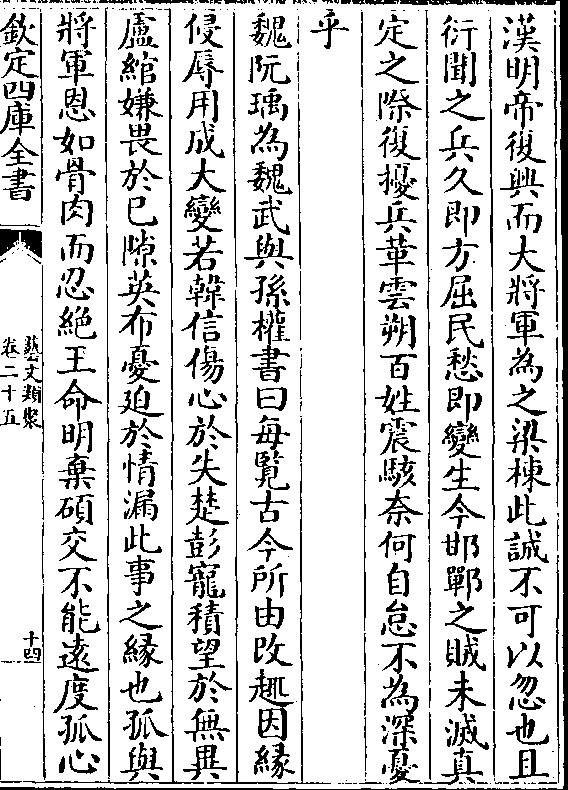 漢明帝復興而大將軍為之梁棟此誠不可以忽也且
衍聞之兵久即力屈民愁即變生今邯鄲之賊未滅真
定之際復擾兵革雲朔百姓震駭奈何自怠不為深憂
乎
魏阮瑀為魏武與孫權書曰每覽古今所由改趣因緣
侵辱用成大變若韓信傷心於失楚彭寵積望於無異
盧綰嫌畏於已隙英布憂廹於情漏此事之緣也孤與
將軍恩如骨肉而忍絶王命明棄碩交不能遠度孤心
欽定四庫全書
藝文類聚
卷二十五
十四